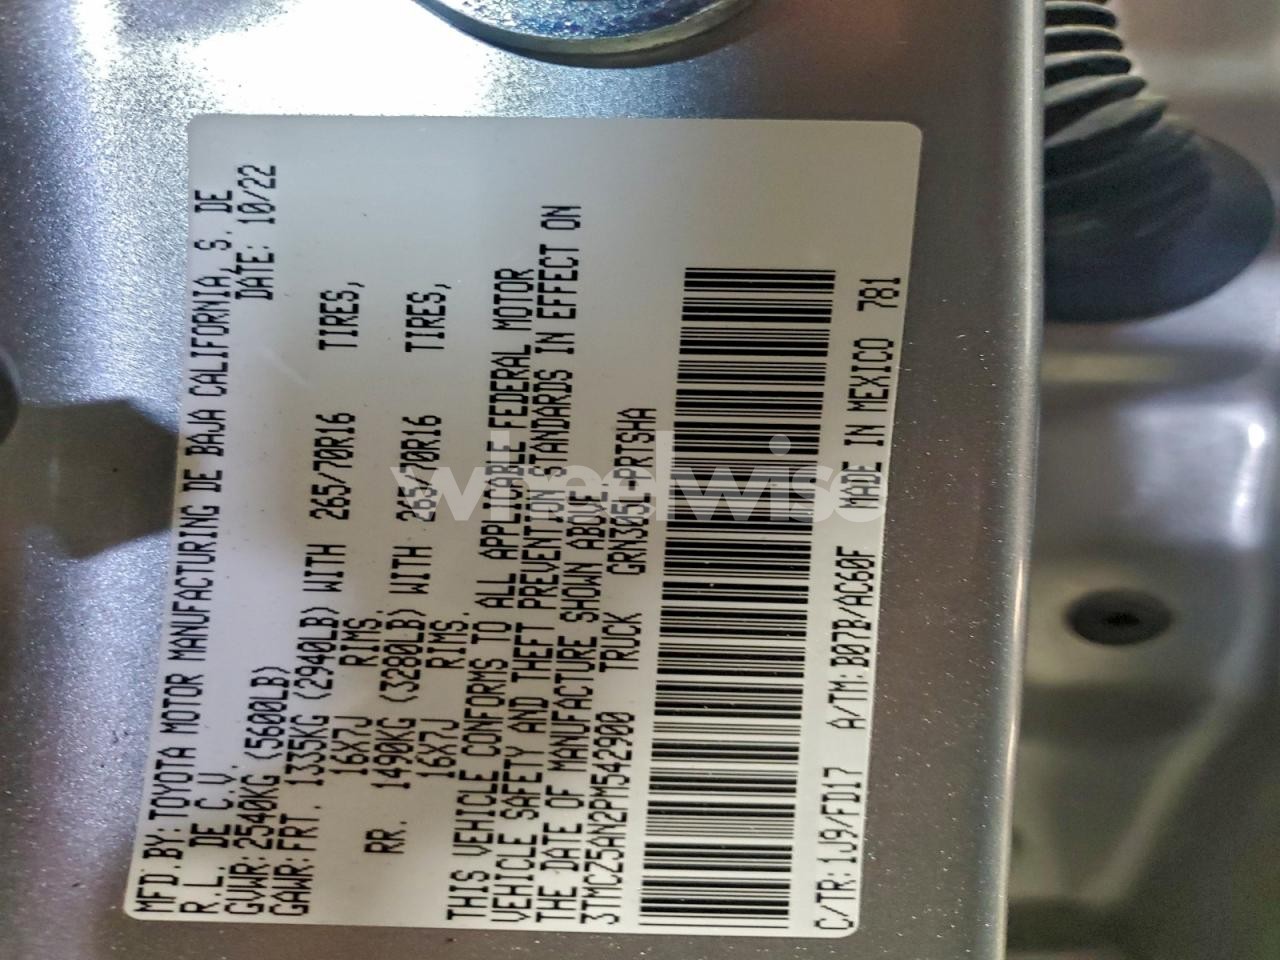 MFD.BY:TOYOTA MOTOR MANUFACTURING DE BAJA CALIFORNIA, S. DE
R.L. DE C.V. DATE: 10/22
GVWR:2540KG (5600LB)
GAWR:FRT. 1335KG (2940LB) WITH 265/70R16 TIRES,
16X7J RIMS
RR. 1490KG (3280LB) WITH 265/70R16 TIRES,
16X7J RIMS.
THIS VEHICLE CONFORMS TO ALL APPLICABLE FEDERAL MOTOR
VEHICLE SAFETY AND THEFT PREVENTION STANDARDS IN EFFECT ON
THE DATE OF MANUFACTURE SHOWN ABOVE.
3TMCZ5AN2PM542900 TRUCK GRN305L-PRTSHA
C/TR:1J9/FD17 A/TM:B07B/AC60F MADE IN MEXICO 781
wheelwise